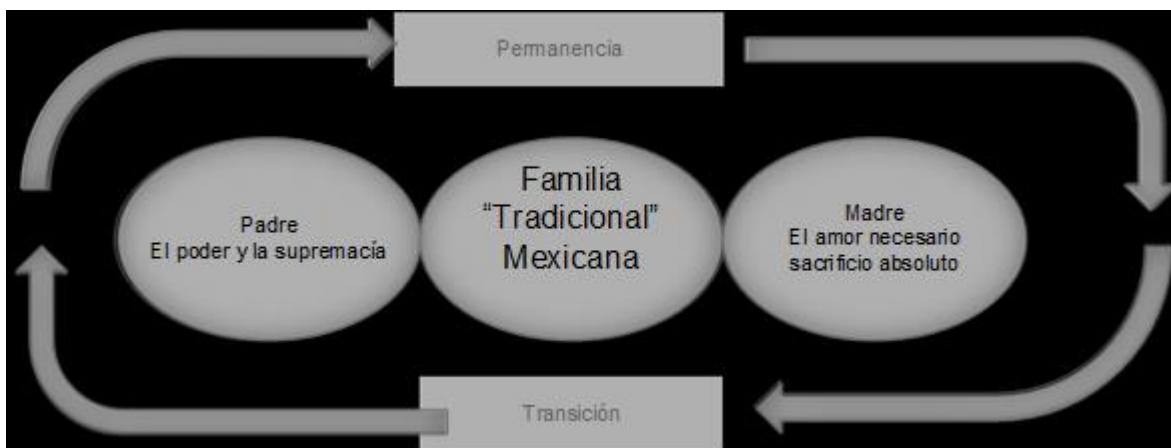 Permanencia
Padre
El poder y la supremacía
Familia
“Tradicional”
Mexicana
Madre
El amor necesario
sacrificio absoluto
Transición